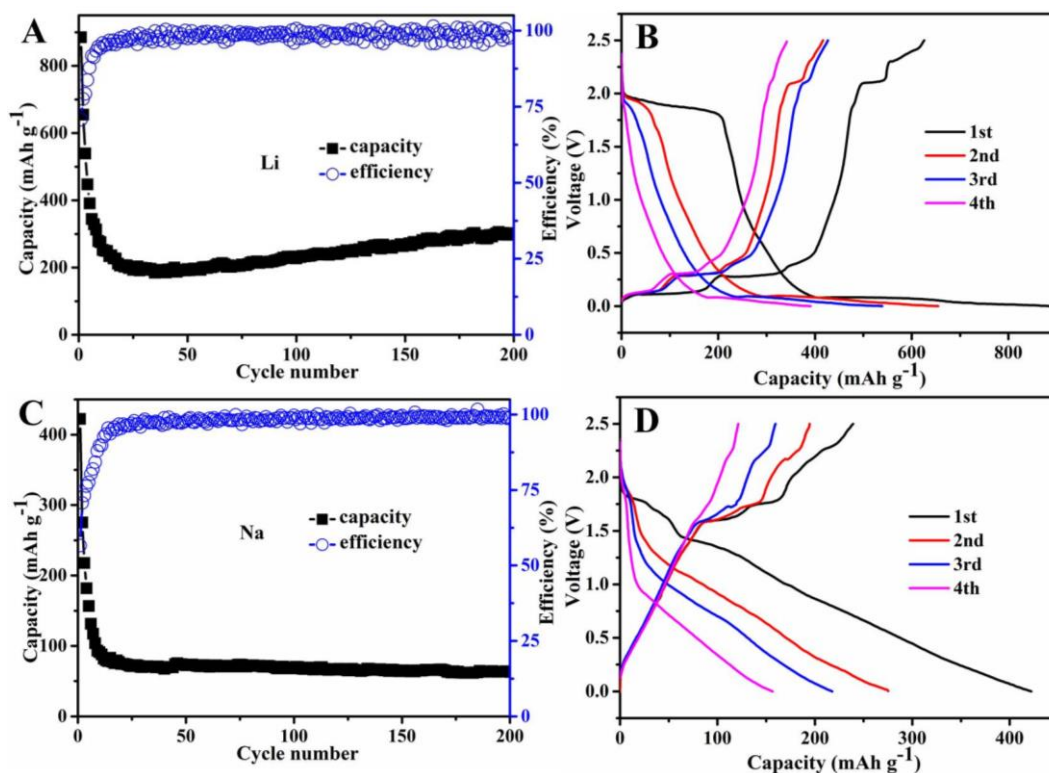 A
Capacity (mAh g⁻¹)
800
600
400
200
0
Li
capacity
efficiency
100
75
50
25
0
Efficiency (%)
0
50
100
150
200
Cycle number
B
Voltage (V)
2.5
2.0
1.5
1.0
0.5
0.0
1st
2nd
3rd
4th
0
200
400
600
800
Capacity (mAh g⁻¹)
C
Capacity (mAh g⁻¹)
400
300
200
100
0
Na
capacity
efficiency
100
75
50
25
0
Efficiency (%)
0
50
100
150
200
Cycle number
D
Voltage (V)
2.5
2.0
1.5
1.0
0.5
0.0
1st
2nd
3rd
4th
0
100
200
300
400
Capacity (mAh g⁻¹)